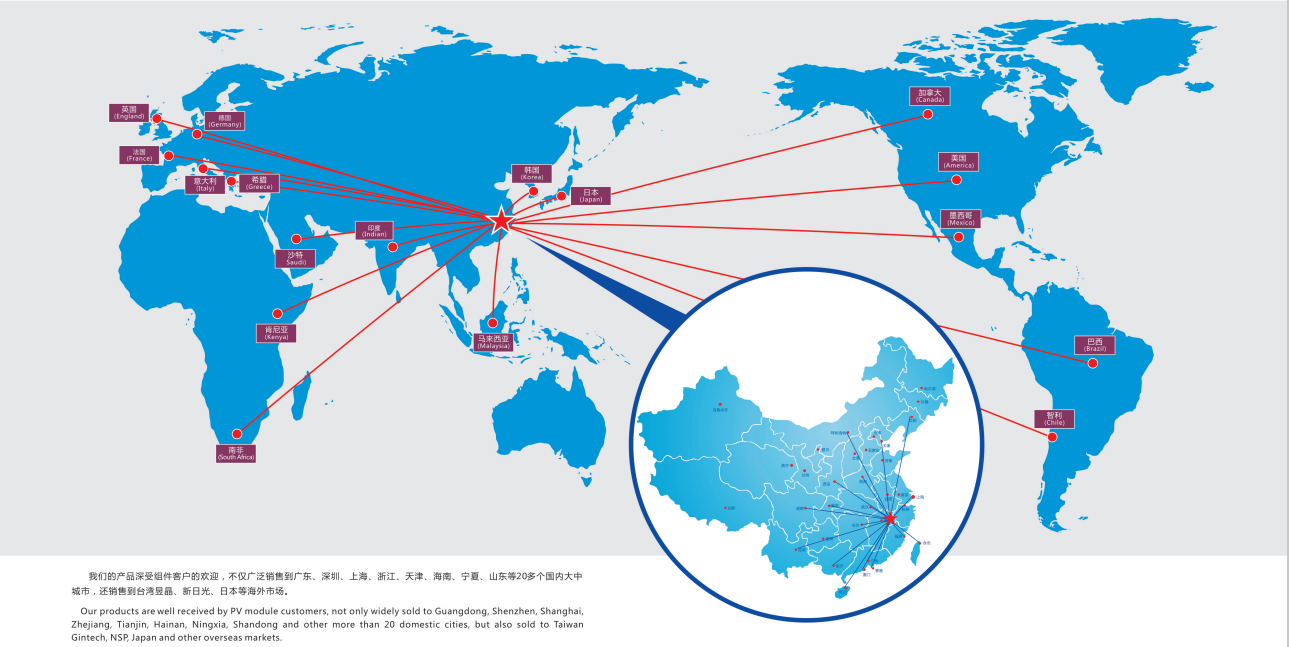 英国
(England)
德国
(Germany)
法国
(France)
意大利
(Italy)
希腊
(Greece)
韩国
(Korea)
日本
(Japan)
加拿大
(Canada)
美国
(America)
墨西哥
(Mexico)
印度
(Indian)
沙特
Saudi)
肯尼亚
(Kenya)
马来西亚
(Malaysia)
巴西
(Brazil)
智利
(Chile)
南非
(South Africa)
上海
我们的产品深受组件客户的欢迎，不仅广泛销售到广东、深圳、上海、浙江、天津、海南、宁夏、山东等20多个国内大中
城市，还销售到台湾昱晶、新日光、日本等海外市场。
Our products are well received by PV module customers, not only widely sold to Guangdong, Shenzhen, Shanghai,
Zhejiang, Tianjin, Hainan, Ningxia, Shandong and other more than 20 domestic cities, but also sold to Taiwan
Gintech, NSP, Japan and other overseas markets.